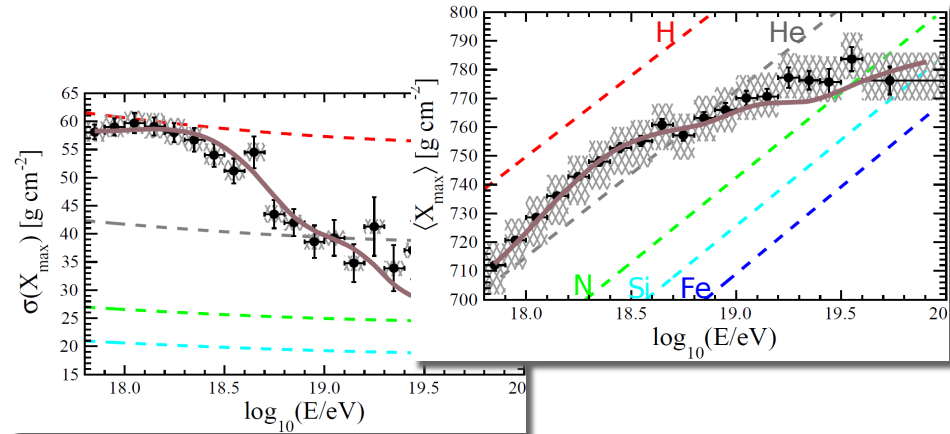 800
790
780
770
760
750
740
730
720
710
700
⟨X_max⟩ [g cm^-2]
H
He
N
Si
Fe
18.0 18.5 19.0 19.5 20
log_10(E/eV)
65
60
55
50
45
40
35
30
25
20
15
σ(X_max) [g cm^-2]
18.0 18.5 19.0 19.5 20
log_10(E/eV)